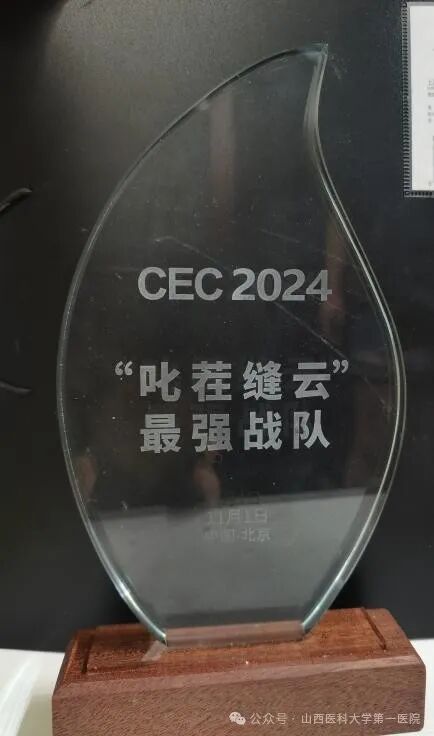 CEC 2024
“叱茬缝云”
最强战队
11月1日
中国 北京
公众号 · 山西医科大学第一医院